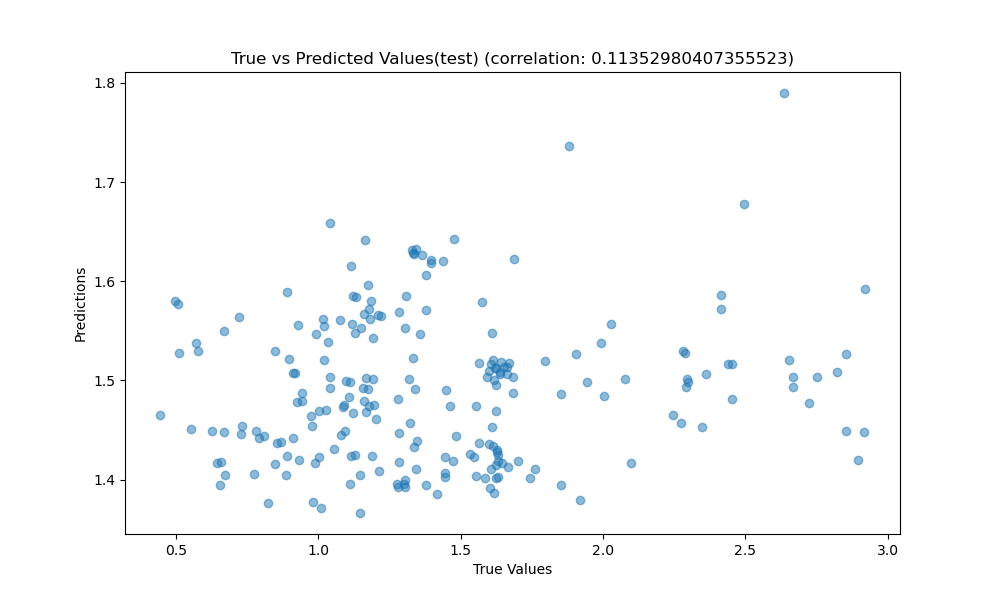 True vs Predicted Values(test) (correlation: 0.11352980407355523)
1.8
1.7
1.6
1.5
1.4
Predictions
0.5 1.0 1.5 2.0 2.5 3.0
True Values